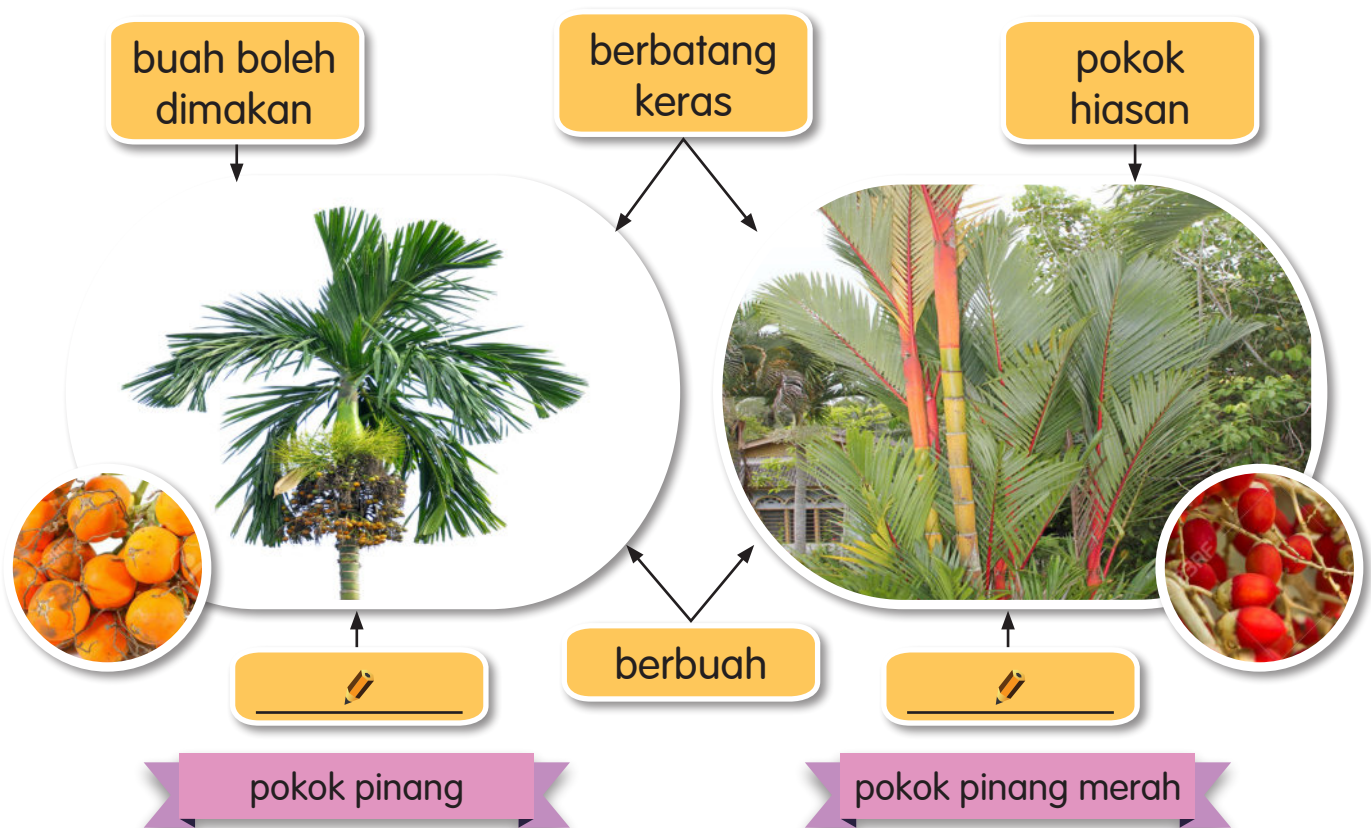 buah boleh
dimakan
berbatang
keras
pokok
hiasan
berbuah
pokok pinang
pokok pinang merah